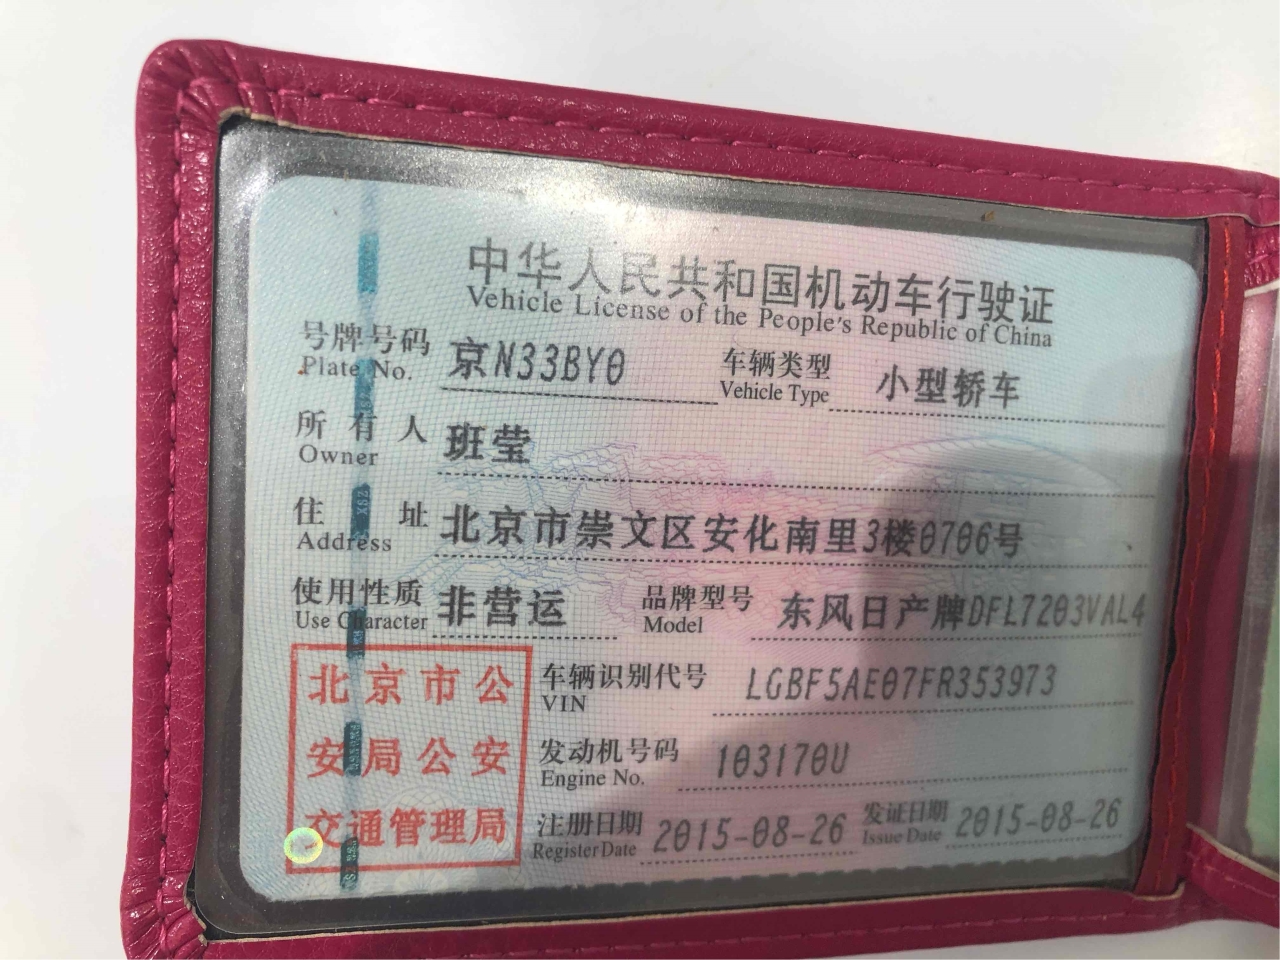 中华人民共和国机动车行驶证
Vehicle License of the People's Republic of China
号牌号码 京N33BY0 车辆类型 小型轿车
Plate No. Vehicle Type
所有人 班莹
Owner
住址 北京市崇文区安化南里3楼0706号
Address
使用性质 非营运 品牌型号 东风日产牌DFL7203VAL4
Use Character Model
北京市公
安局公安
交通管理局
车辆识别代号 LGBF5AE07FR353973
VIN
发动机号码 103170U
Engine No.
注册日期 2015-08-26 发证日期 2015-08-26
Register Date Issue Date